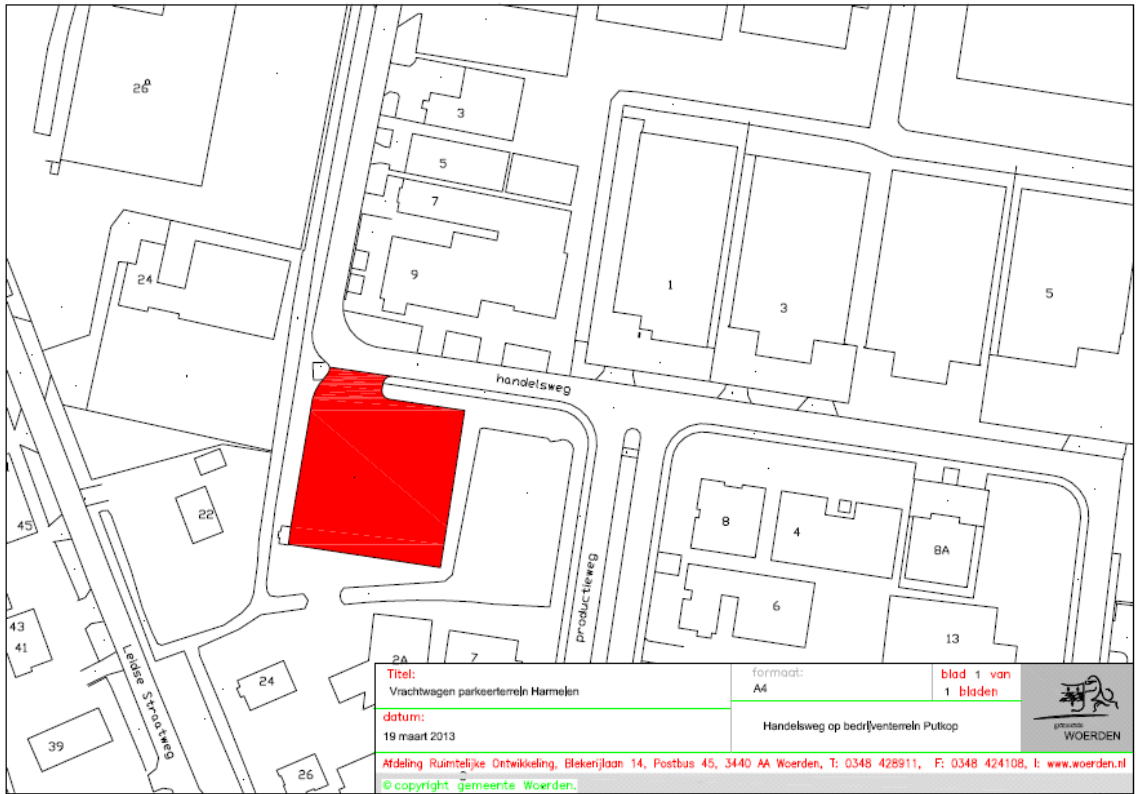 26
a
3
5
7
9
24
1
3
5
handelsweg
22
45
8
4
8A
productieweg
6
13
43
41
Leidse Straatweg
24
2A
7
39
26
Titel:
Vrachtwagen parkeerterrein Harmelen
formaat:
A4
blad 1 van
1 bladen
datum:
19 maart 2013
Handelsweg op bedrijventerrein Putkop
gemeente
WOERDEN
Afdeling Ruimtelijke Ontwikkeling, Blekerijlaan 14, Postbus 45, 3440 AA Woerden, T: 0348 428911, F: 0348 424108, I: www.woerden.nl
© copyright gemeente Woerden.